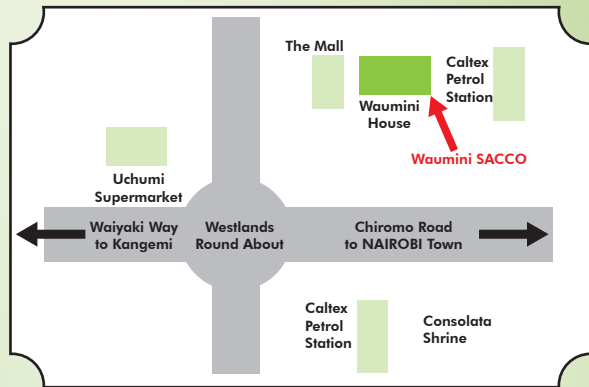 The Mall
Caltex
Petrol
Station
Waumini
House
Waumini SACCO
Uchumi
Supermarket
Waiyaki Way
to Kangemi
Westlands
Round About
Chiromo Road
to NAIROBI Town
Caltex
Petrol
Station
Consolata
Shrine